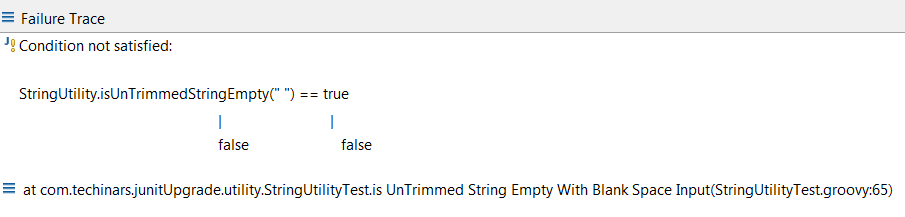 Failure Trace
Condition not satisfied:
StringUtility.isUnTrimmedStringEmpty(" ") == true
| |
false false
at com.techinars.junitUpgrade.utility.StringUtilityTest.is UnTrimmed String Empty With Blank Space Input(StringUtilityTest.groovy:65)